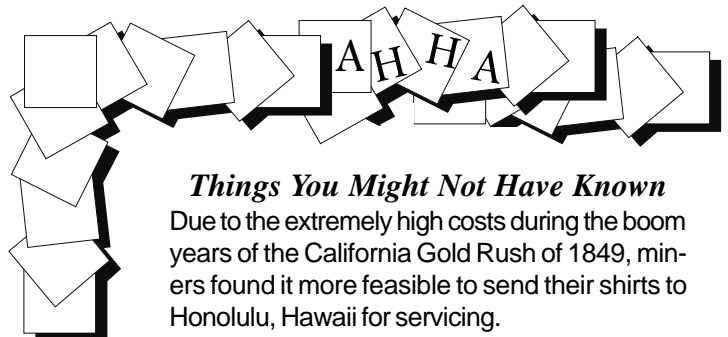 AH HA
Things You Might Not Have Known
Due to the extremely high costs during the boom
years of the California Gold Rush of 1849, min-
ers found it more feasible to send their shirts to
Honolulu, Hawaii for servicing.